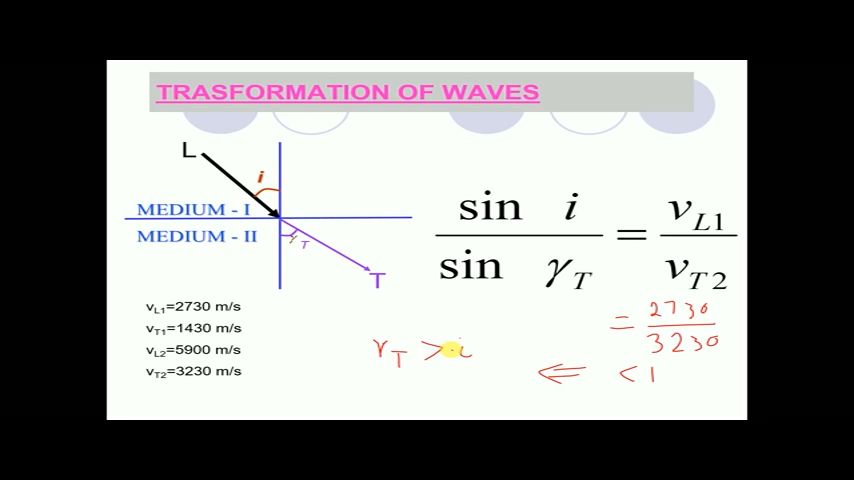 TRASFORMATION OF WAVES
L
i
MEDIUM - I
MEDIUM - II
γT
T
sin i / sin γT = vL1 / vT2
vL1=2730 m/s
vT1=1430 m/s
vL2=5900 m/s
vT2=3230 m/s
= 2730 / 3230
rT > i
⇐ < 1